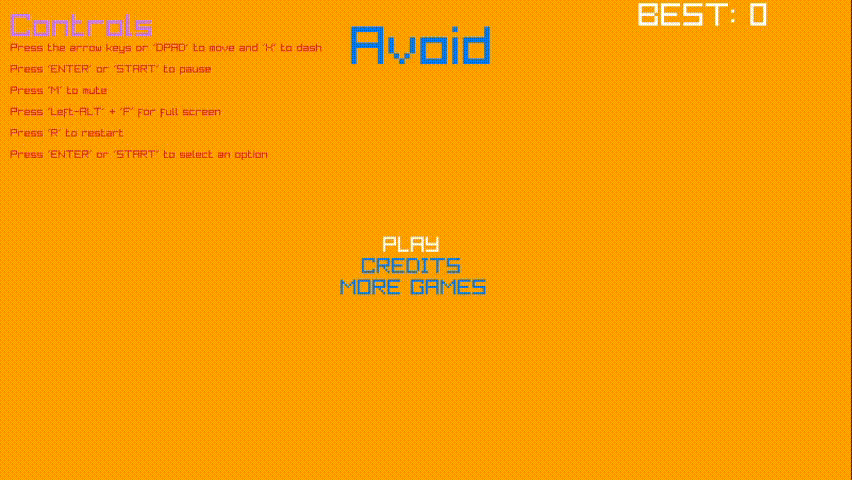 Controls
Press the arrow keys or 'DPAD' to move and 'X' to dash
Press 'ENTER' or 'START' to pause
Press 'M' to mute
Press 'Left-ALT' + 'F' for full screen
Press 'R' to restart
Press 'ENTER' or 'START' to select an option
Avoid
BEST: 0
PLAY
CREDITS
MORE GAMES